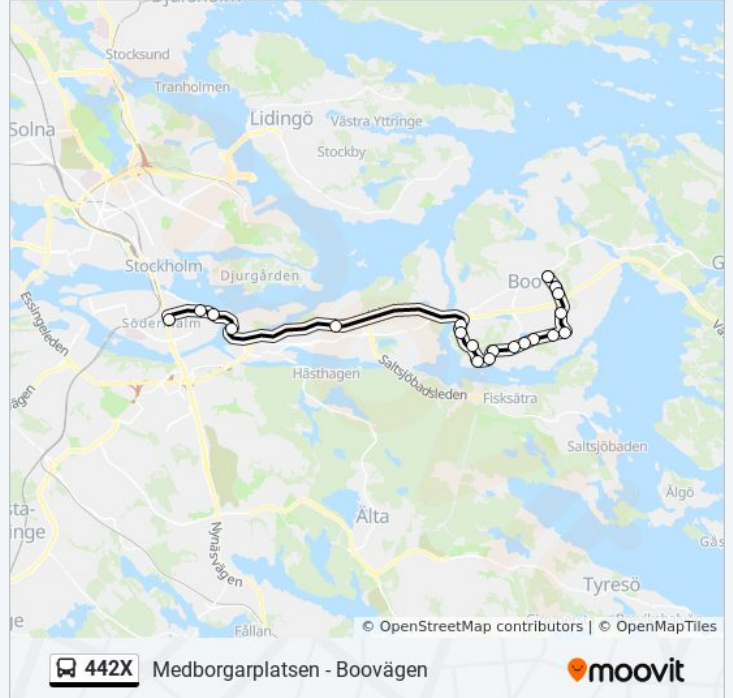 Stocksund
Tranholmen
Lidingö
Västra Yttringe
Solna
Stockby
Stockholm
Djurgården
Boo
Södermalm
Essingeleden
Hästhagen
Saltsjöbadsleden
Fisksätra
Saltsjöbaden
Älgö
Älta
Nynäsvägen
Tyresö
Fållan
© OpenStreetMap contributors | © OpenMapTiles
442X Medborgarplatsen - Boovägen
moovit